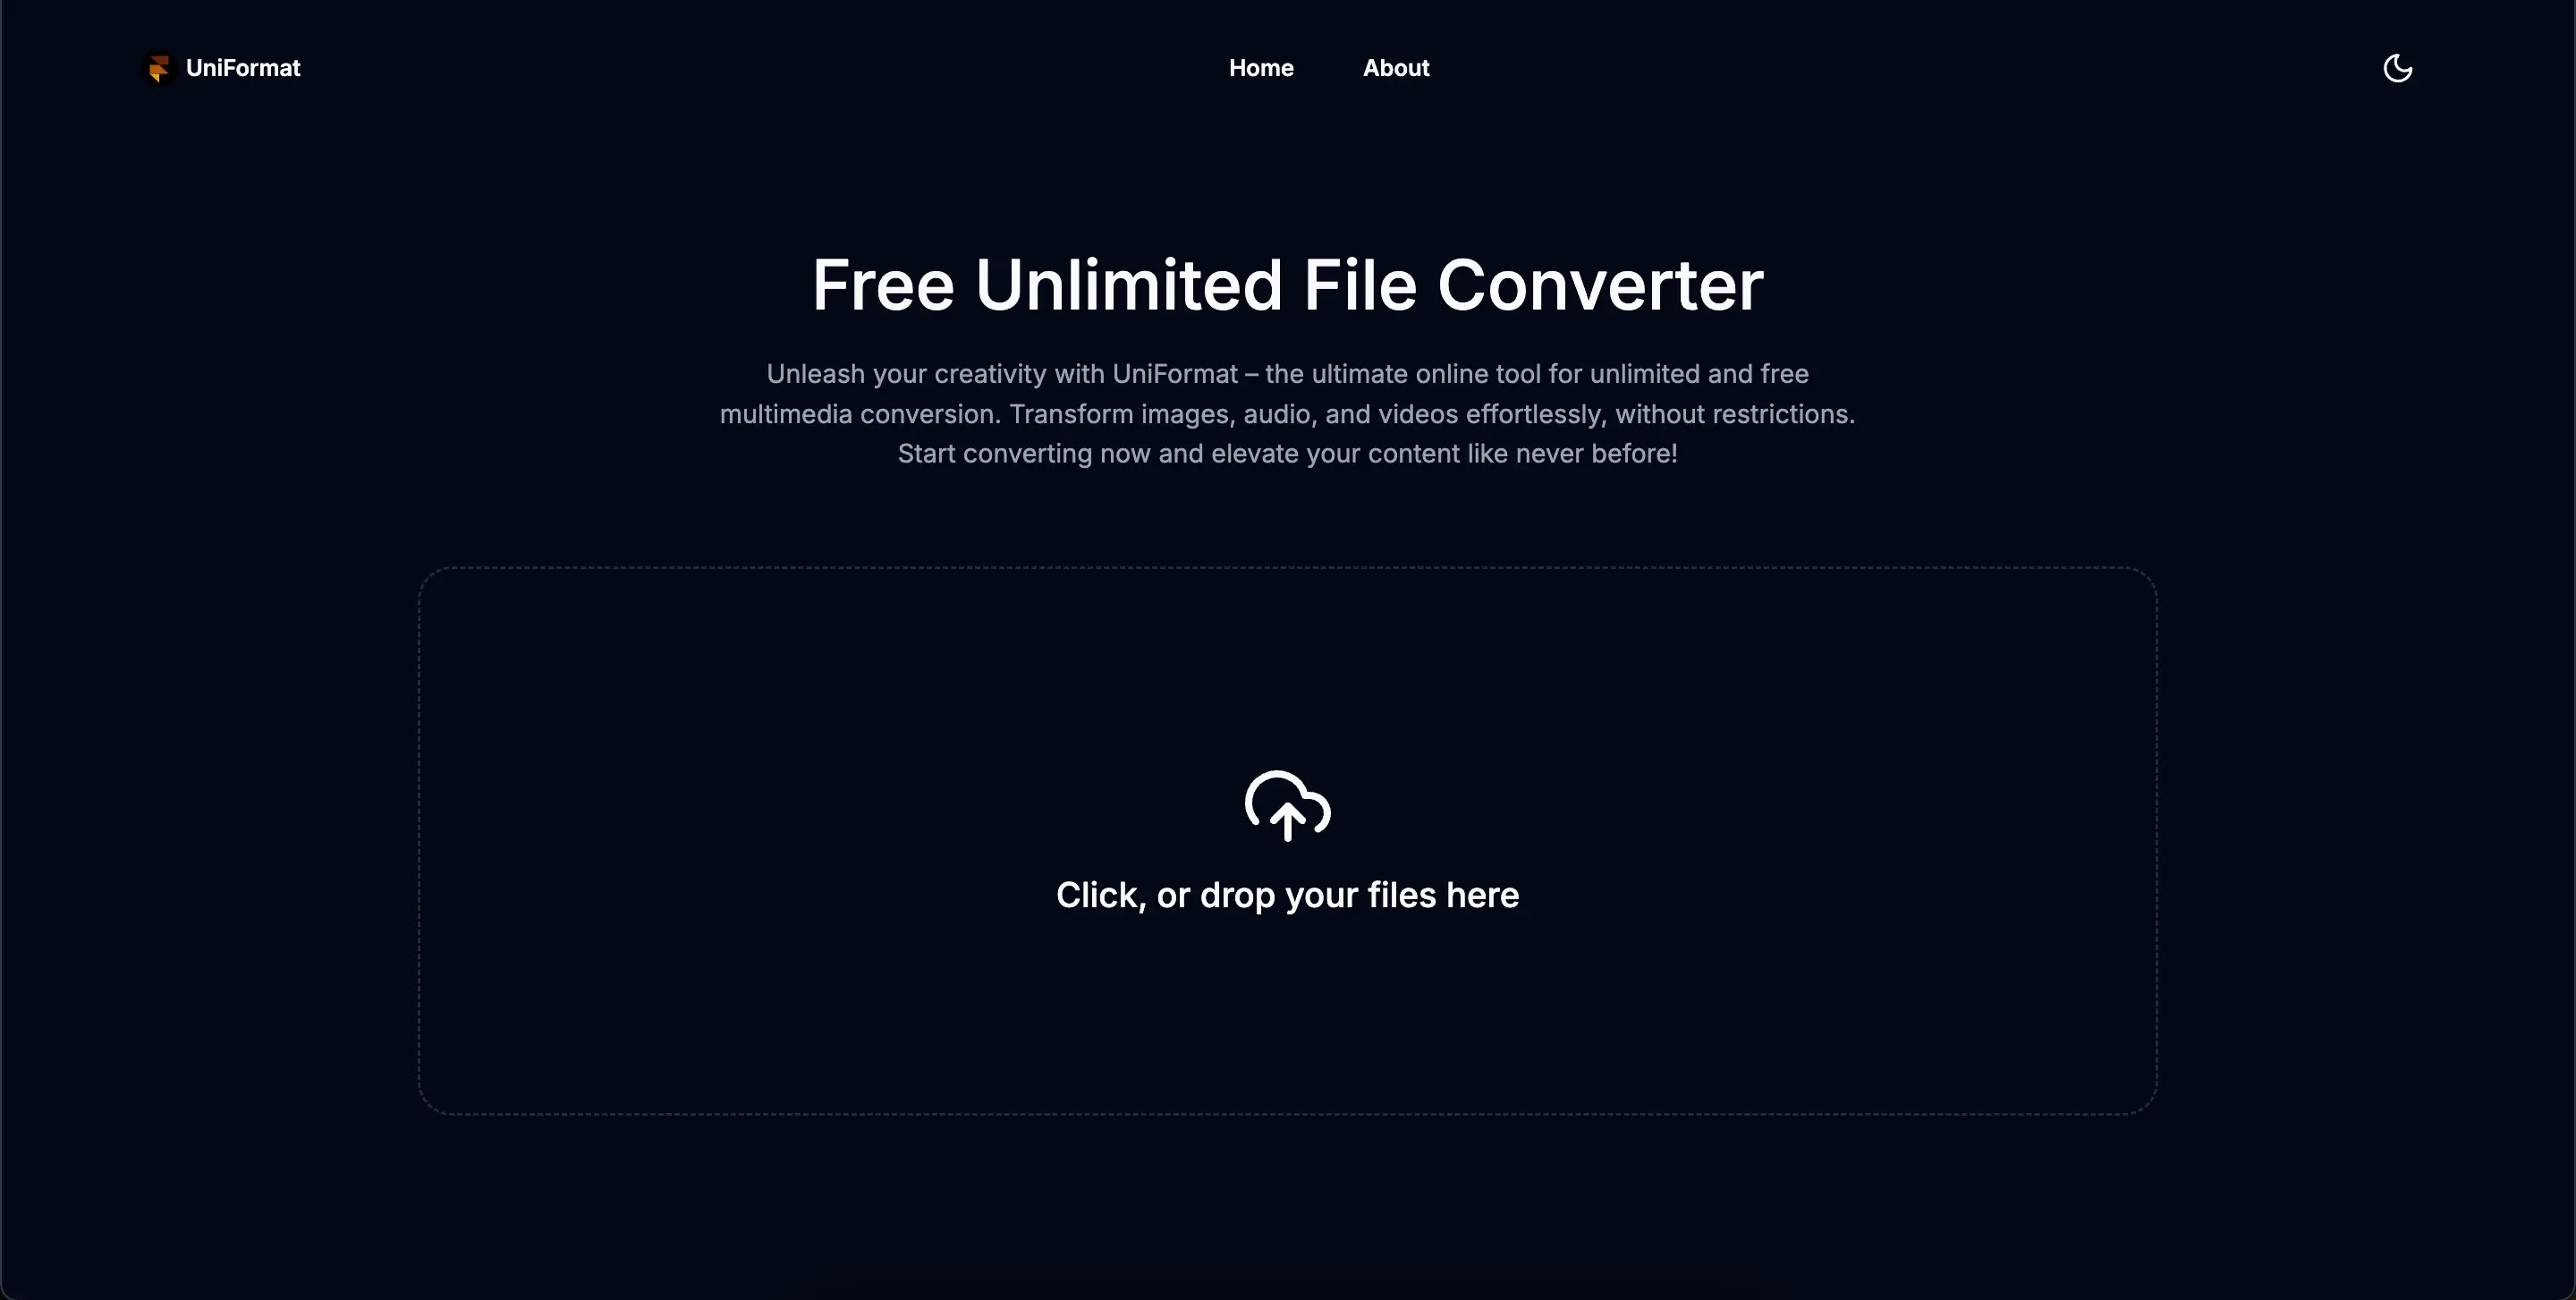 UniFormat
Home
About
Free Unlimited File Converter
Unleash your creativity with UniFormat – the ultimate online tool for unlimited and free
multimedia conversion. Transform images, audio, and videos effortlessly, without restrictions.
Start converting now and elevate your content like never before!
Click, or drop your files here